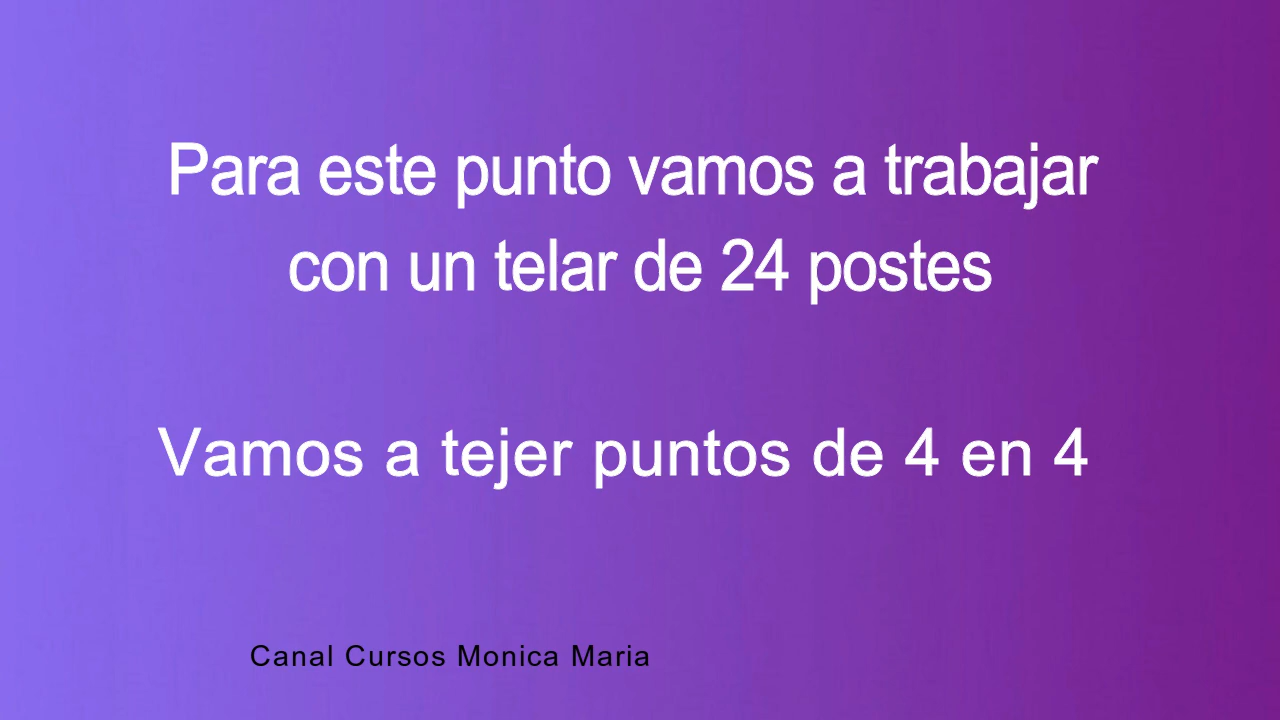 Para este punto vamos a trabajar
con un telar de 24 postes
Vamos a tejer puntos de 4 en 4
Canal Cursos Monica Maria